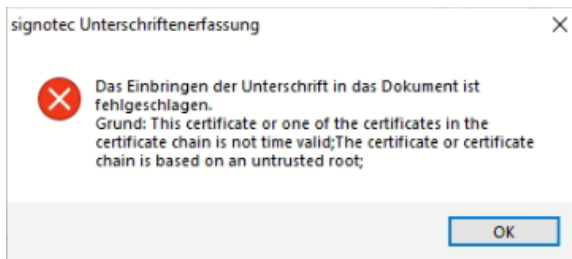 signotec Unterschriftenerfassung
Das Einbringen der Unterschrift in das Dokument ist
fehlgeschlagen.
Grund: This certificate or one of the certificates in the
certificate chain is not time valid;The certificate or certificate
chain is based on an untrusted root;
OK